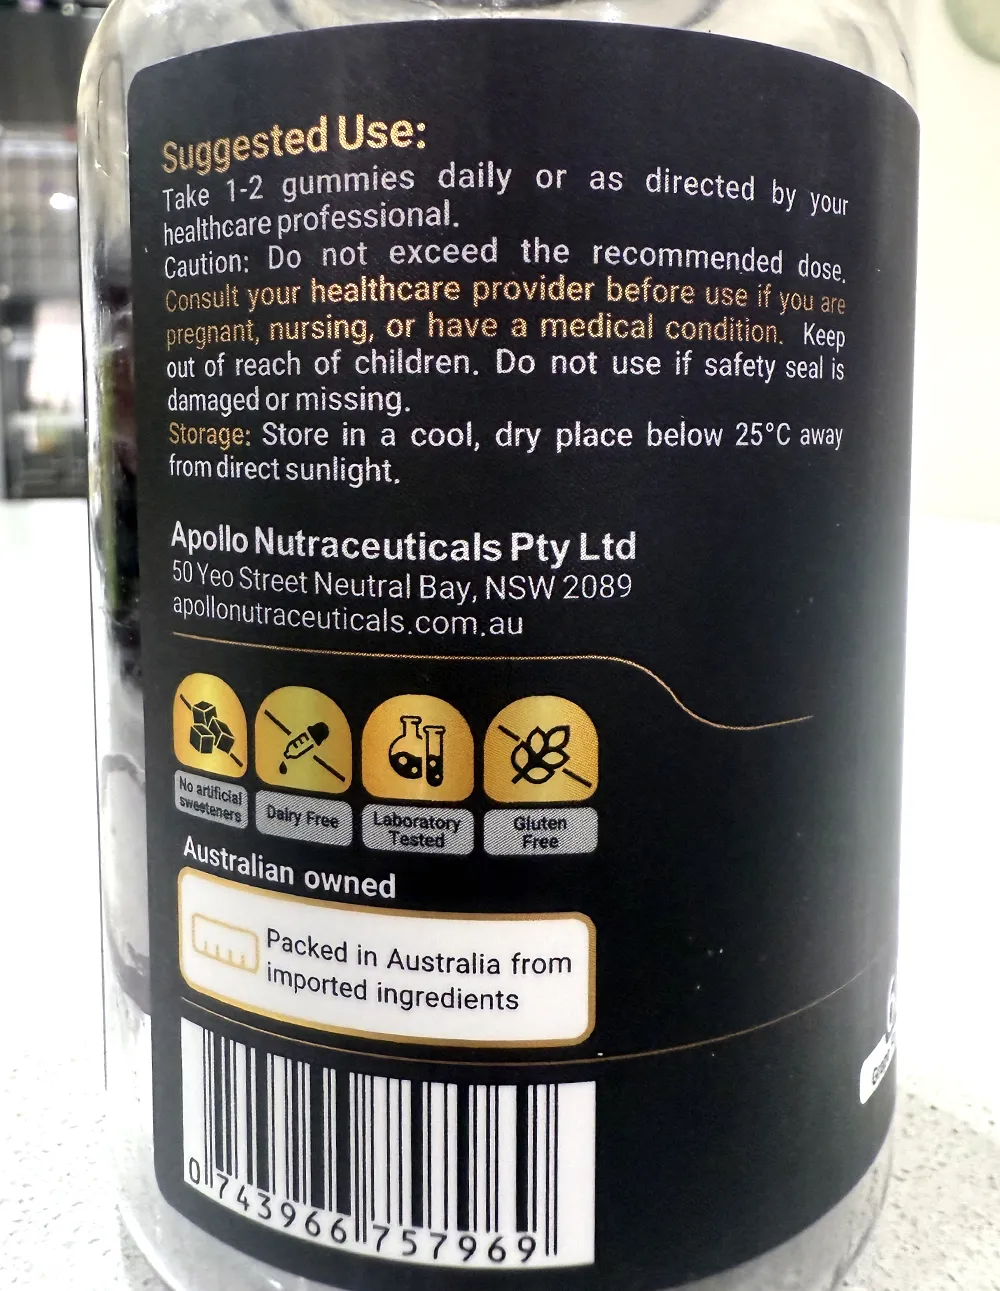 Suggested Use:
Take 1-2 gummies daily or as directed by your
healthcare professional.
Caution: Do not exceed the recommended dose.
Consult your healthcare provider before use if you are
pregnant, nursing, or have a medical condition. Keep
out of reach of children. Do not use if safety seal is
damaged or missing.
Storage: Store in a cool, dry place below 25°C away
from direct sunlight.
Apollo Nutraceuticals Pty Ltd
50 Yeo Street Neutral Bay, NSW 2089
apollonutraceuticals.com.au
No artificial
sweeteners
Dairy Free
Laboratory
Tested
Gluten
Free
Australian owned
Packed in Australia from
imported ingredients
0 743966 757969